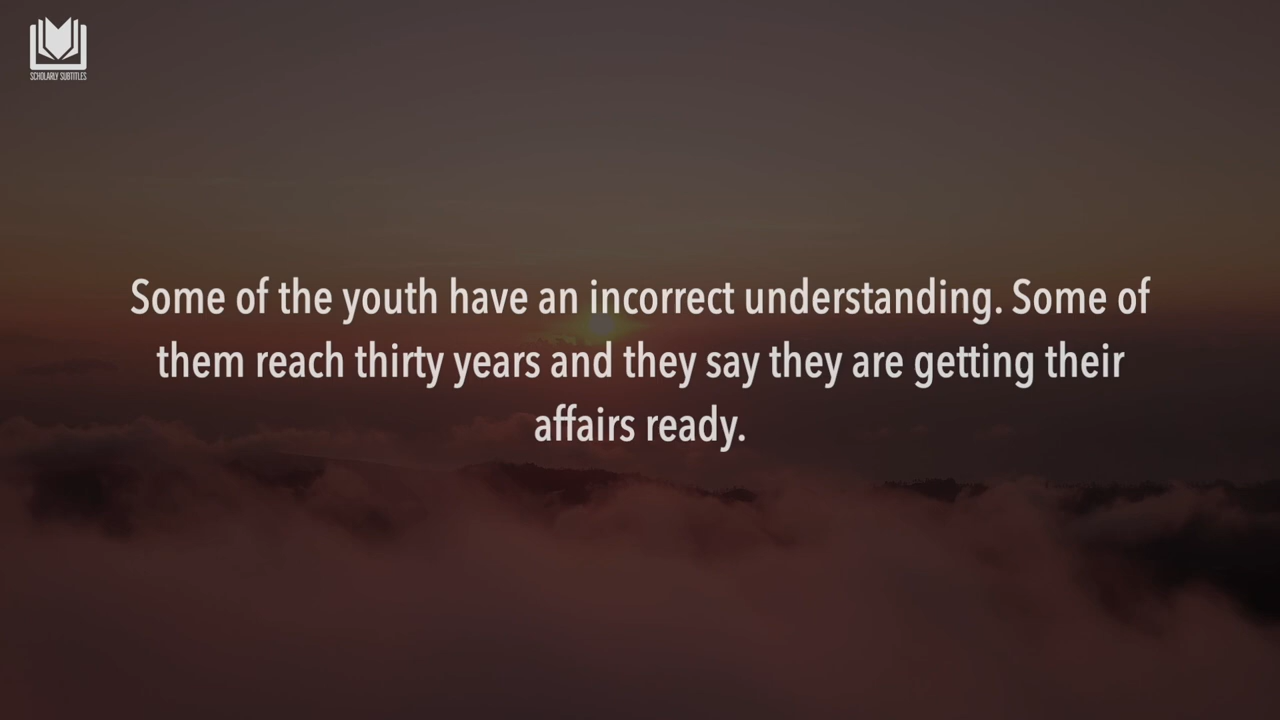 SCHOLARLY SUBTITLES
Some of the youth have an incorrect understanding. Some of
them reach thirty years and they say they are getting their
affairs ready.